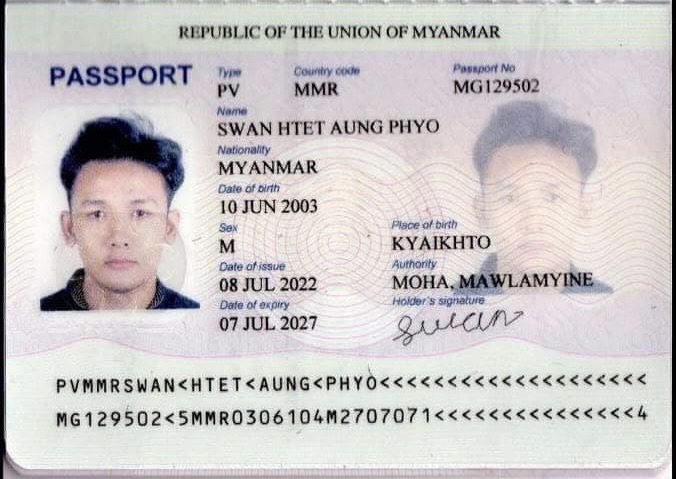 REPUBLIC OF THE UNION OF MYANMAR
PASSPORT
Type Country code Passport No
PV MMR MG129502
Name
SWAN HTET AUNG PHYO
Nationality
MYANMAR
Date of birth
10 JUN 2003
Sex Place of birth
M KYAIKHTO
Date of issue Authority
08 JUL 2022 MOHA, MAWLAMYINE
Date of expiry Holder's signature
07 JUL 2027 Swan
PVMMRSWAN<HTET<AUNG<PHYO<<<<<<<<<<<<<<<<<<<<
MG129502<5MMR0306104M2707071<<<<<<<<<<<<<<<4